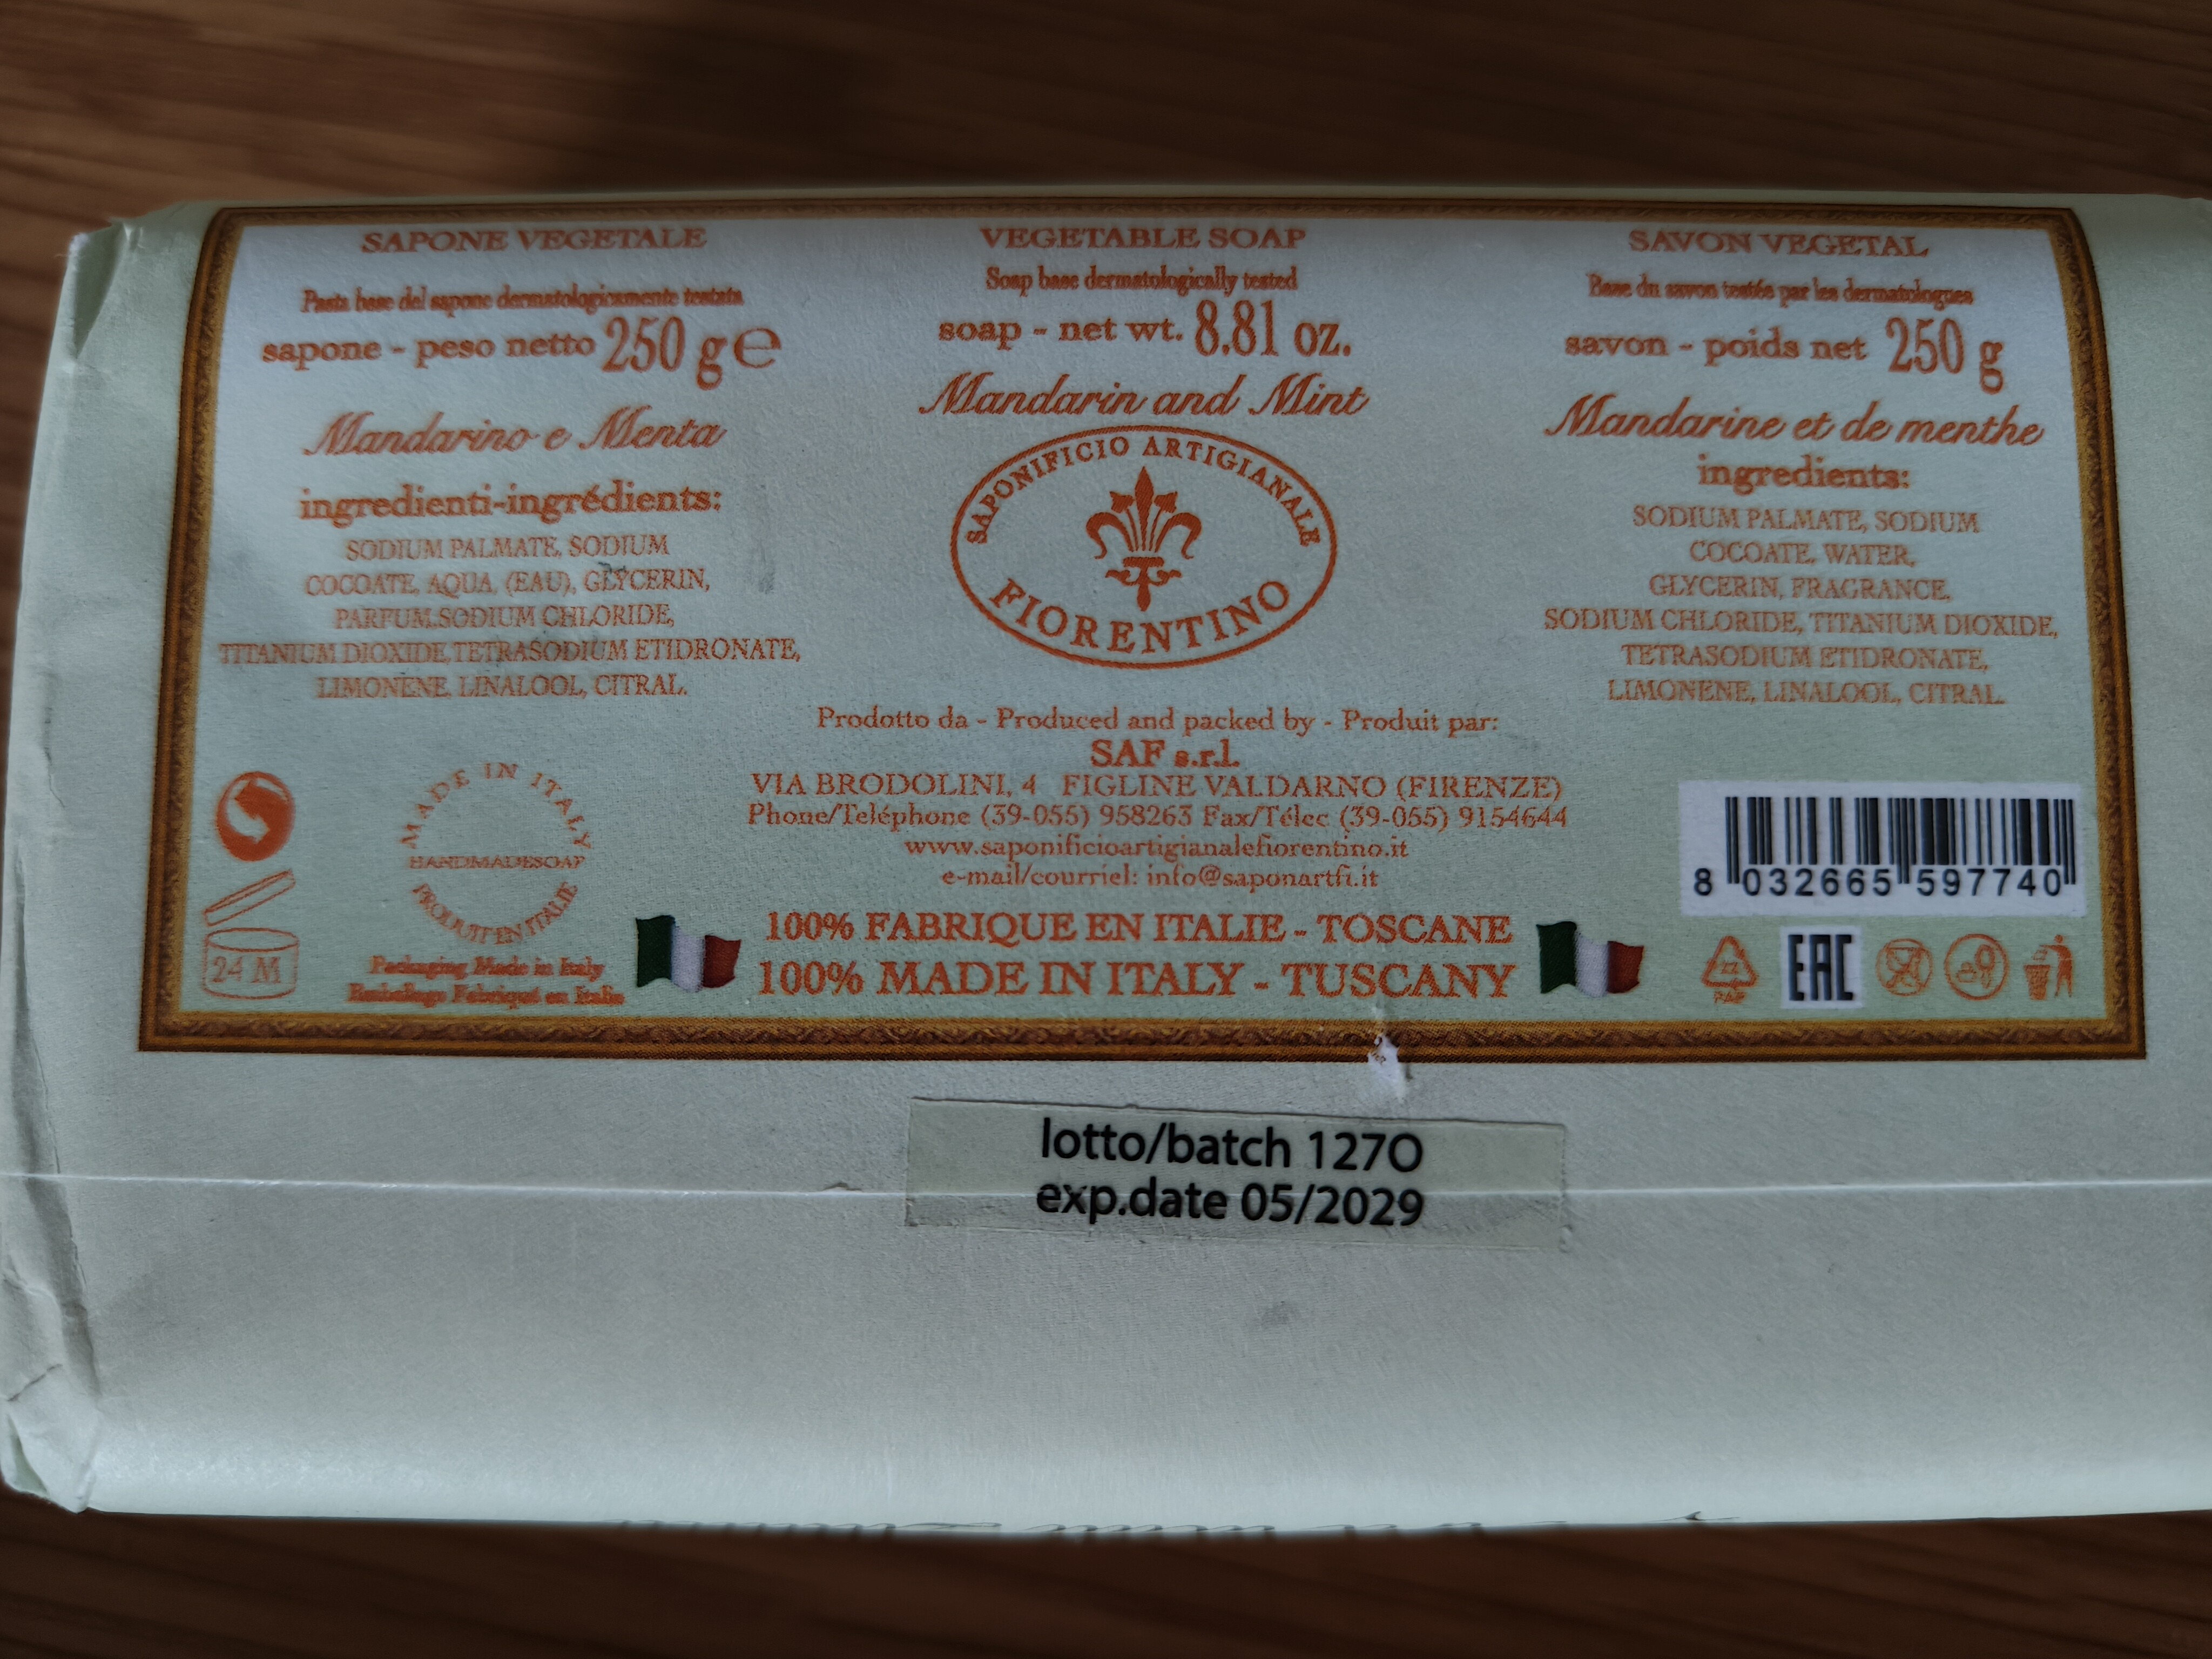 SAPONE VEGETALE
Pasta base del sapone dermatologicamente testata
sapone - peso netto 250 g e
Mandarino e Menta
ingredienti-ingrédients:
SODIUM PALMATE, SODIUM
COCOATE, AQUA, (EAU), GLYCERIN,
PARFUM.SODIUM CHLORIDE,
TITANIUM DIOXIDE,TETRASODIUM ETIDRONATE,
LIMONENE, LINALOOL, CITRAL.
MADE IN ITALY
HANDMADESOAP
PRODUIT EN ITALIE
24 M
Packaging Made in Italy
Emballage Fabriqué en Italie
VEGETABLE SOAP
Soap base dermatologically tested
soap - net wt. 8.81 oz.
Mandarin and Mint
SAPONIFICIO ARTIGIANALE
FIORENTINO
Prodotto da - Produced and packed by - Produit par:
SAF s.r.l.
VIA BRODOLINI, 4 FIGLINE VALDARNO (FIRENZE)
Phone/Teléphone (39-055) 958263 Fax/Télec (39-055) 9154644
www.saponificioartigianalefiorentino.it
e-mail/courriel: info@saponartfi.it
100% FABRIQUE EN ITALIE - TOSCANE
100% MADE IN ITALY - TUSCANY
SAVON VEGETAL
Base du savon testée par les dermatologues
savon - poids net 250 g
Mandarine et de menthe
ingredients:
SODIUM PALMATE, SODIUM
COCOATE, WATER,
GLYCERIN, FRAGRANCE,
SODIUM CHLORIDE, TITANIUM DIOXIDE,
TETRASODIUM ETIDRONATE,
LIMONENE, LINALOOL, CITRAL.
8 032665 597740
22
PAP
EAC
lotto/batch 127O
exp.date 05/2029